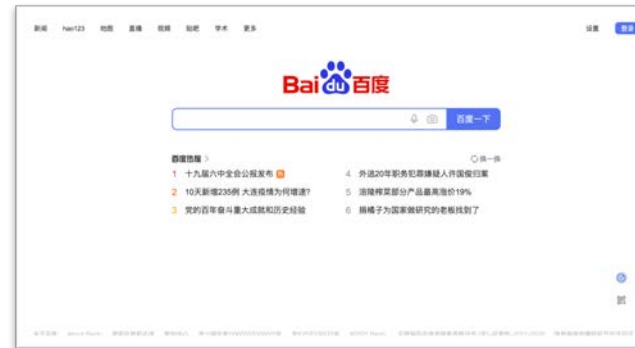 新闻 hao123 地图 直播 视频 贴吧 学术 更多 设置 登录
Bai du 百度
百度一下
百度热搜 > 换一换
1 十九届六中全会公报发布 热
4 外逃20年职务犯罪嫌疑人许国俊归案
2 10天新增235例 大连疫情为何增速?
5 涪陵榨菜部分产品最高涨价19%
3 党的百年奋斗重大成就和历史经验
6 捐橘子为国家做研究的老板找到了